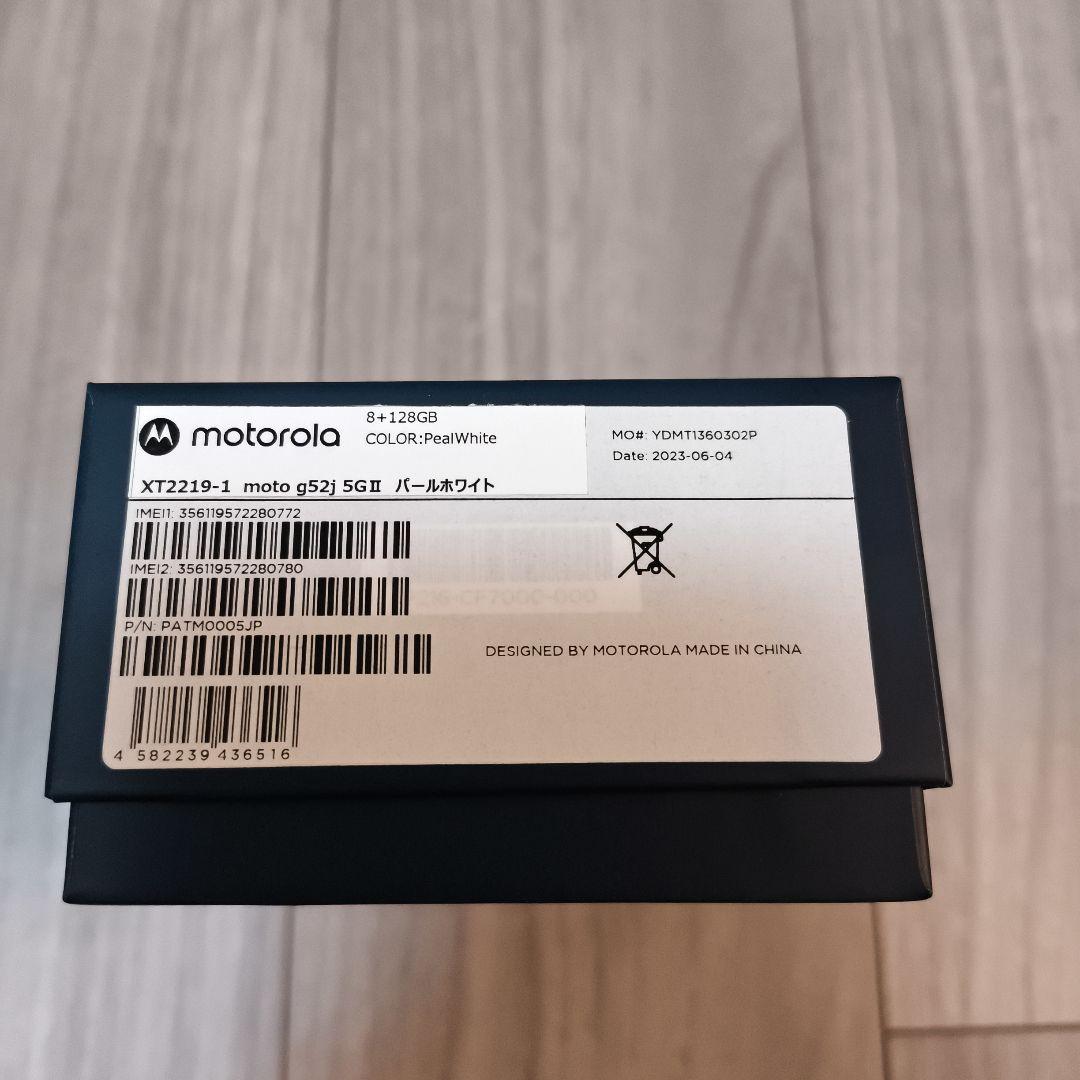 motorola
8+128GB
COLOR:PealWhite
MO#: YDMT1360302P
Date: 2023-06-04
XT2219-1 moto g52j 5GⅡ パールホワイト
IMEI1: 356119572280772
IMEI2: 356119572280780
P/N: PATM0005JP
DESIGNED BY MOTOROLA MADE IN CHINA
4 582239 436516